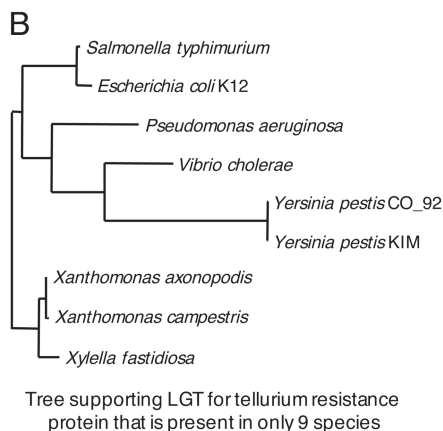 B
Salmonella typhimurium
Escherichia coli K12
Pseudomonas aeruginosa
Vibrio cholerae
Yersinia pestis CO_92
Yersinia pestis KIM
Xanthomonas axonopodis
Xanthomonas campestris
Xylella fastidiosa
Tree supporting LGT for tellurium resistance
protein that is present in only 9 species